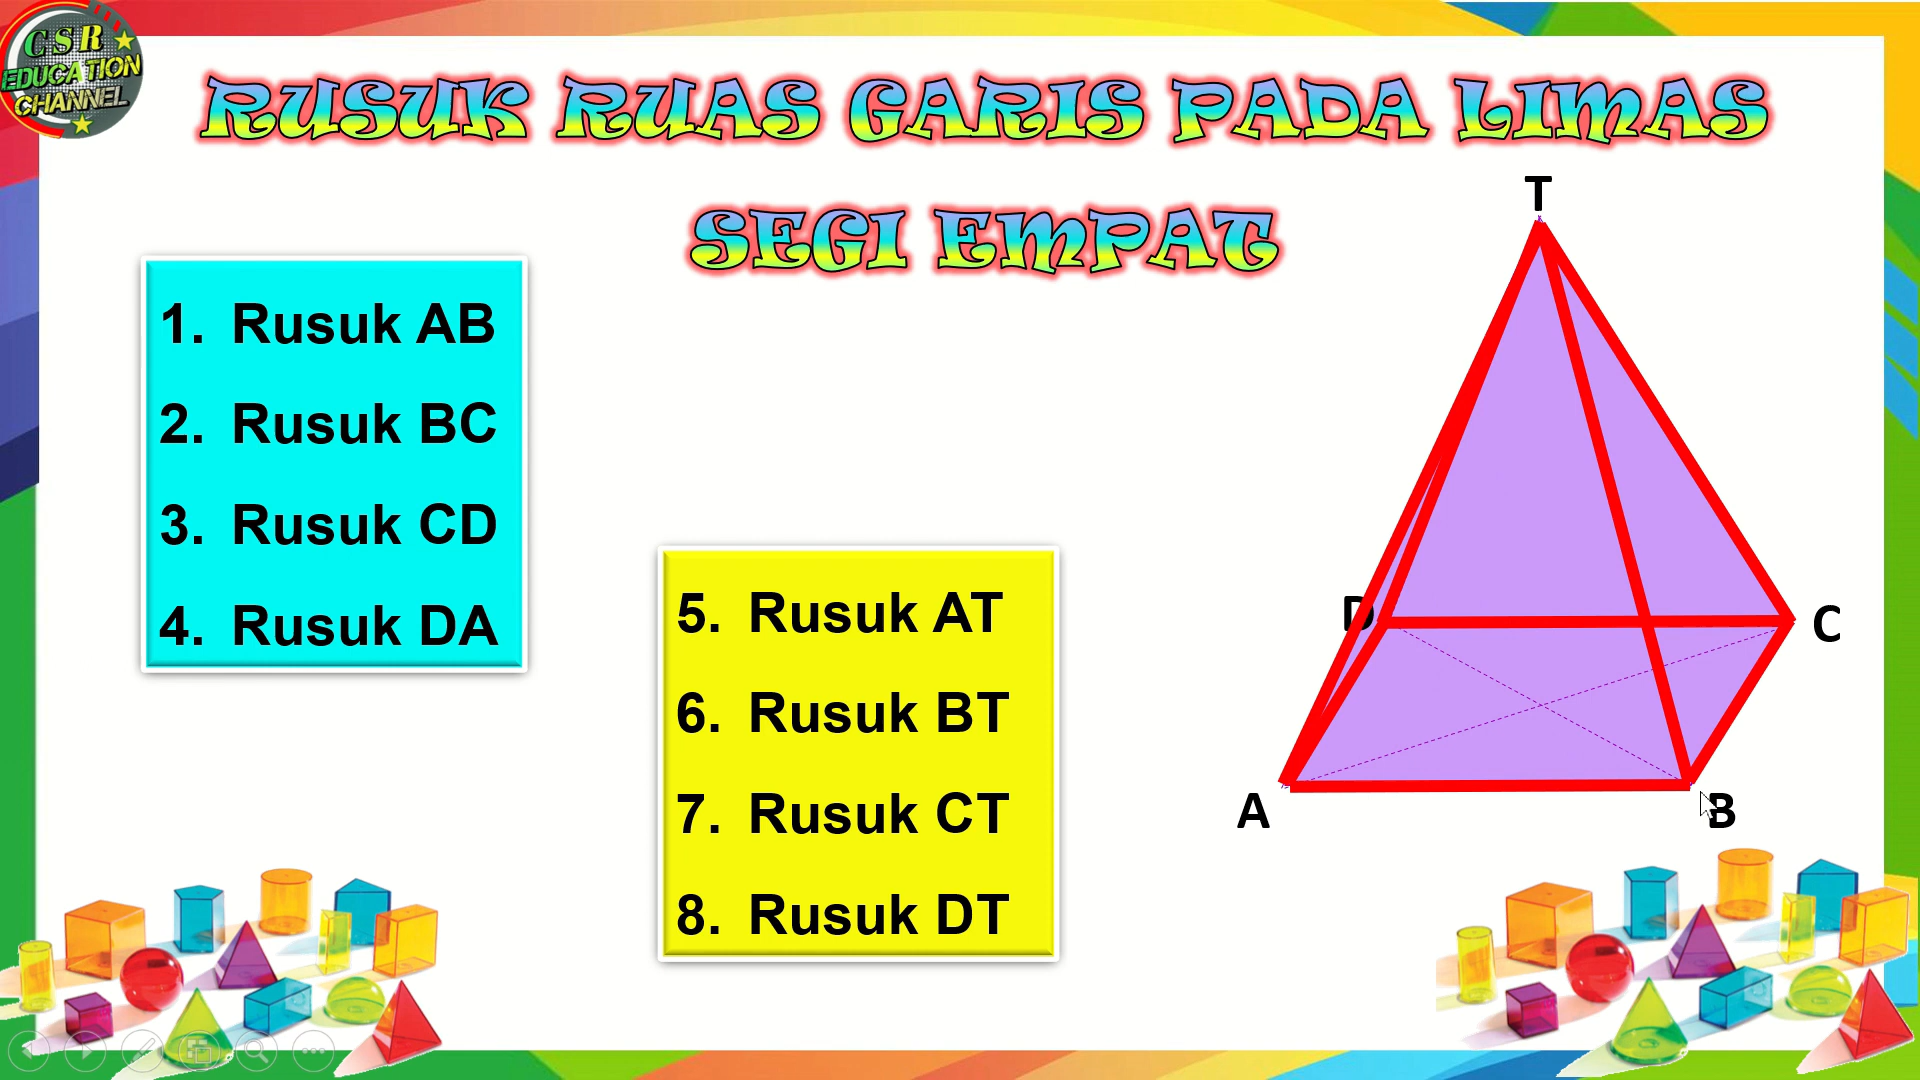 CSR
EDUCATION
CHANNEL
RUSUK RUAS GARIS PADA LIMAS
SEGI EMPAT
1. Rusuk AB
2. Rusuk BC
3. Rusuk CD
4. Rusuk DA
5. Rusuk AT
6. Rusuk BT
7. Rusuk CT
8. Rusuk DT
T
D
C
A
B